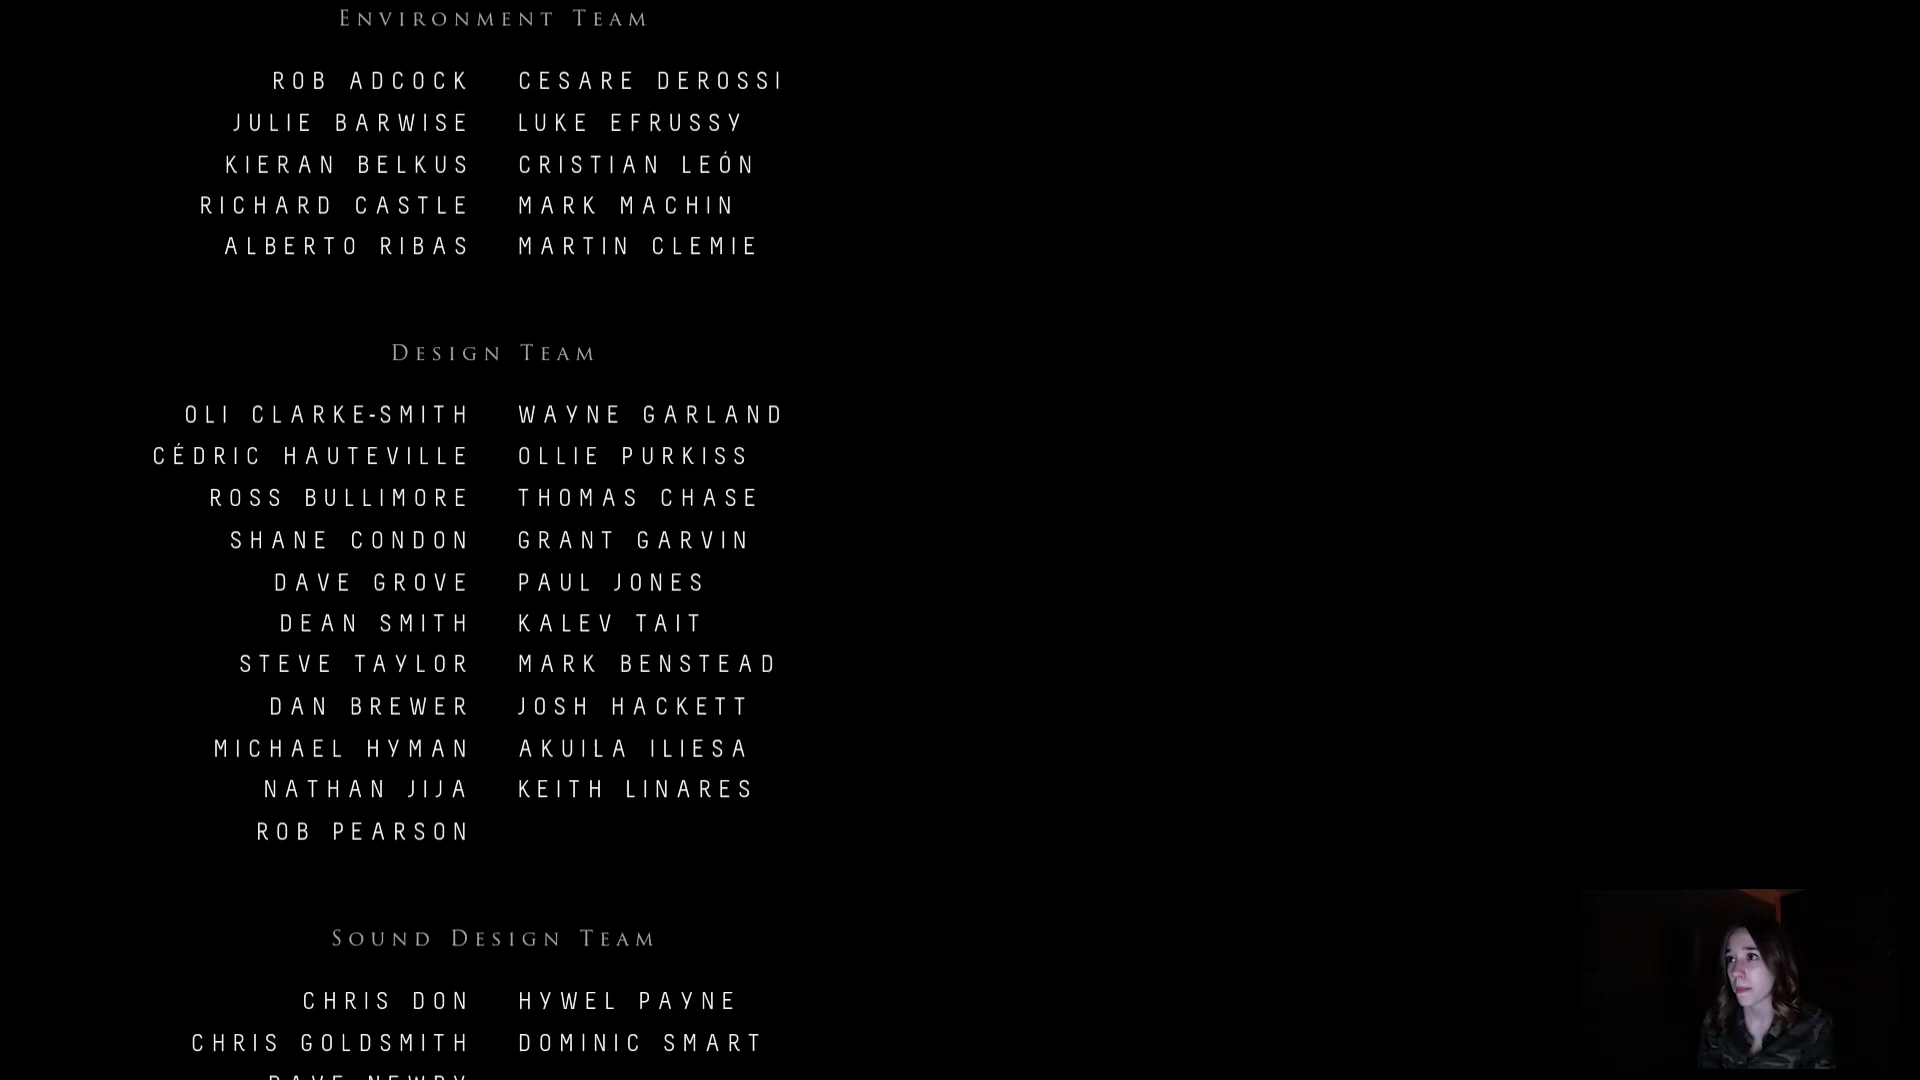 ENVIRONMENT TEAM
ROB ADCOCK CESARE DEROSSI
JULIE BARWISE LUKE EFRUSSY
KIERAN BELKUS CRISTIAN LEÓN
RICHARD CASTLE MARK MACHIN
ALBERTO RIBAS MARTIN CLEMIE
DESIGN TEAM
OLI CLARKE-SMITH WAYNE GARLAND
CÉDRIC HAUTEVILLE OLLIE PURKISS
ROSS BULLIMORE THOMAS CHASE
SHANE CONDON GRANT GARVIN
DAVE GROVE PAUL JONES
DEAN SMITH KALEV TAIT
STEVE TAYLOR MARK BENSTEAD
DAN BREWER JOSH HACKETT
MICHAEL HYMAN AKUILA ILIESA
NATHAN JIJA KEITH LINARES
ROB PEARSON
SOUND DESIGN TEAM
CHRIS DON HYWEL PAYNE
CHRIS GOLDSMITH DOMINIC SMART